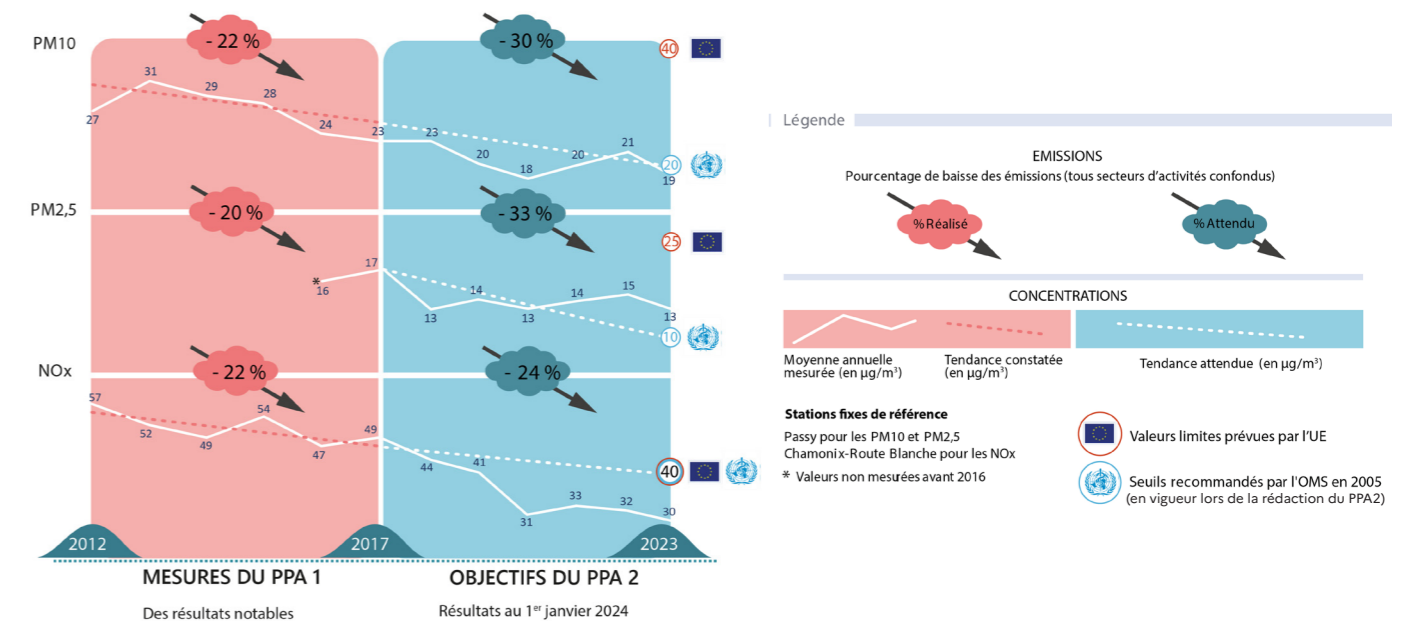 PM10
- 22 %
- 30 %
40
27
31
29
28
24
23
23
20
18
20
21
20
19
PM2,5
- 20 %
- 33 %
25
*
16
17
13
14
13
14
15
13
10
NOx
- 22 %
- 24 %
57
52
49
54
47
49
44
41
31
33
32
30
40
2012
2017
2023
MESURES DU PPA 1
OBJECTIFS DU PPA 2
Des résultats notables
Résultats au 1er janvier 2024
Légende
EMISSIONS
Pourcentage de baisse des émissions (tous secteurs d'activités confondus)
% Réalisé
% Attendu
CONCENTRATIONS
Moyenne annuelle
mesurée (en µg/m³)
Tendance constatée
(en µg/m³)
Tendance attendue (en µg/m³)
Stations fixes de référence
Passy pour les PM10 et PM2,5
Chamonix-Route Blanche pour les NOx
* Valeurs non mesurées avant 2016
Valeurs limites prévues par l'UE
Seuils recommandés par l'OMS en 2005
(en vigueur lors de la rédaction du PPA2)